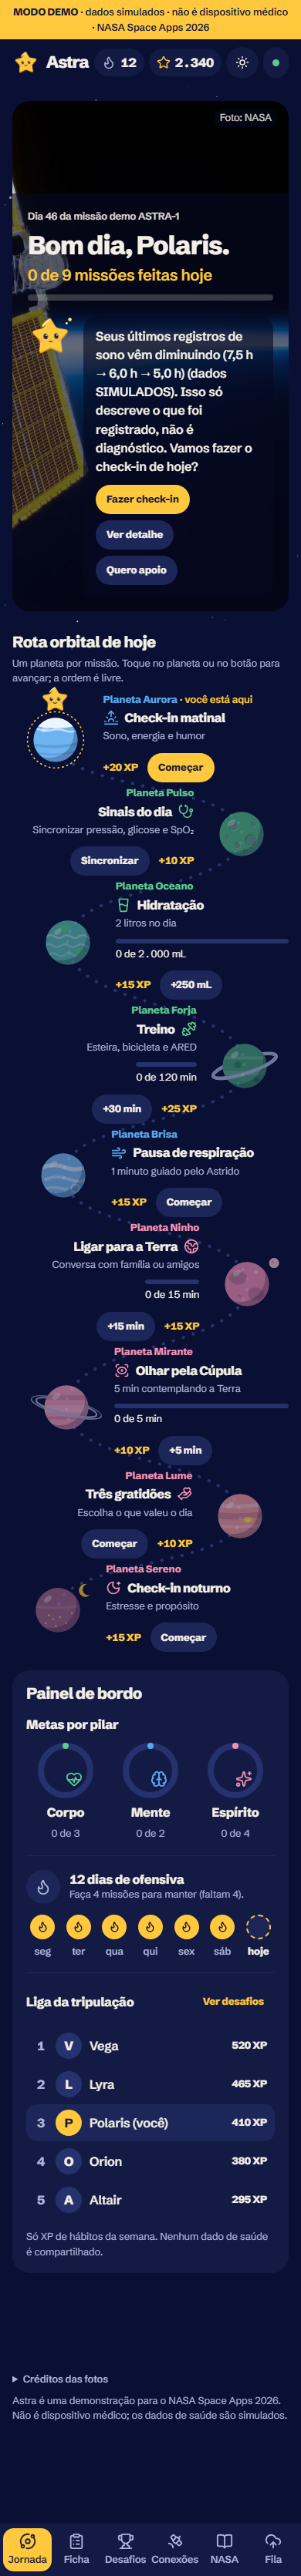 MODO DEMO · dados simulados · não é dispositivo médico
· NASA Space Apps 2026
Astra 12 2.340
Foto: NASA
Dia 46 da missão demo ASTRA-1
Bom dia, Polaris.
0 de 9 missões feitas hoje
Seus últimos registros de
sono vêm diminuindo (7,5 h
→ 6,0 h → 5,0 h) (dados
SIMULADOS). Isso só
descreve o que foi
registrado, não é
diagnóstico. Vamos fazer o
check-in de hoje?
Fazer check-in
Ver detalhe
Quero apoio
Rota orbital de hoje
Um planeta por missão. Toque no planeta ou no botão para
avançar; a ordem é livre.
Planeta Aurora · você está aqui
Check-in matinal
Sono, energia e humor
+20 XP Começar
Planeta Pulso
Sinais do dia
Sincronizar pressão, glicose e SpO₂
Sincronizar +10 XP
Planeta Oceano
Hidratação
2 litros no dia
0 de 2.000 mL
+15 XP +250 mL
Planeta Forja
Treino
Esteira, bicicleta e ARED
0 de 120 min
+30 min +25 XP
Planeta Brisa
Pausa de respiração
1 minuto guiado pelo Astrido
+15 XP Começar
Planeta Ninho
Ligar para a Terra
Conversa com família ou amigos
0 de 15 min
+15 min +15 XP
Planeta Mirante
Olhar pela Cúpula
5 min contemplando a Terra
0 de 5 min
+10 XP +5 min
Planeta Lume
Três gratidões
Escolha o que valeu o dia
Começar +10 XP
Planeta Sereno
Check-in noturno
Estresse e propósito
+15 XP Começar
Painel de bordo
Metas por pilar
Corpo Mente Espírito
0 de 3 0 de 2 0 de 4
12 dias de ofensiva
Faça 4 missões para manter (faltam 4).
seg ter qua qui sex sáb hoje
Liga da tripulação Ver desafios
1 V Vega 520 XP
2 L Lyra 465 XP
3 P Polaris (você) 410 XP
4 O Orion 380 XP
5 A Altair 295 XP
Só XP de hábitos da semana. Nenhum dado de saúde
é compartilhado.
Créditos das fotos
Astra é uma demonstração para o NASA Space Apps 2026.
Não é dispositivo médico; os dados de saúde são simulados.
Jornada Ficha Desafios Conexões NASA Fila